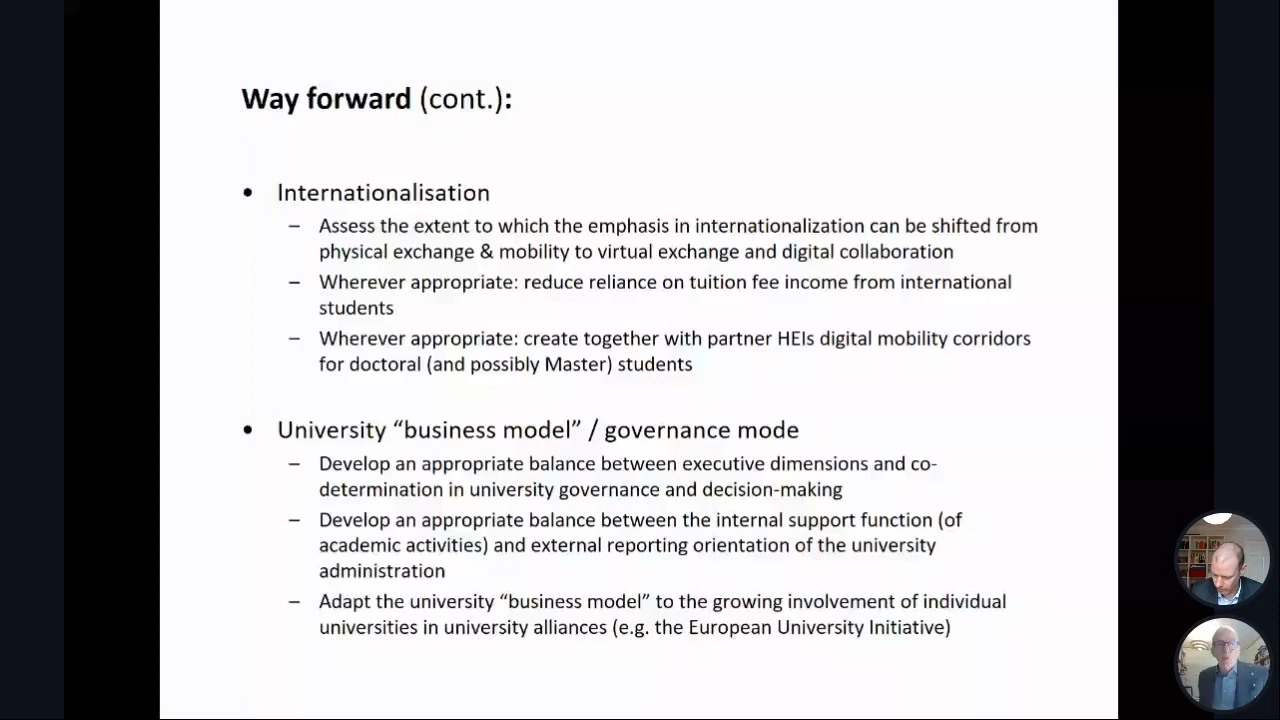 Way forward (cont.):
• Internationalisation
– Assess the extent to which the emphasis in internationalization can be shifted from
physical exchange & mobility to virtual exchange and digital collaboration
– Wherever appropriate: reduce reliance on tuition fee income from international
students
– Wherever appropriate: create together with partner HEIs digital mobility corridors
for doctoral (and possibly Master) students
• University “business model” / governance mode
– Develop an appropriate balance between executive dimensions and co-
determination in university governance and decision-making
– Develop an appropriate balance between the internal support function (of
academic activities) and external reporting orientation of the university
administration
– Adapt the university “business model” to the growing involvement of individual
universities in university alliances (e.g. the European University Initiative)